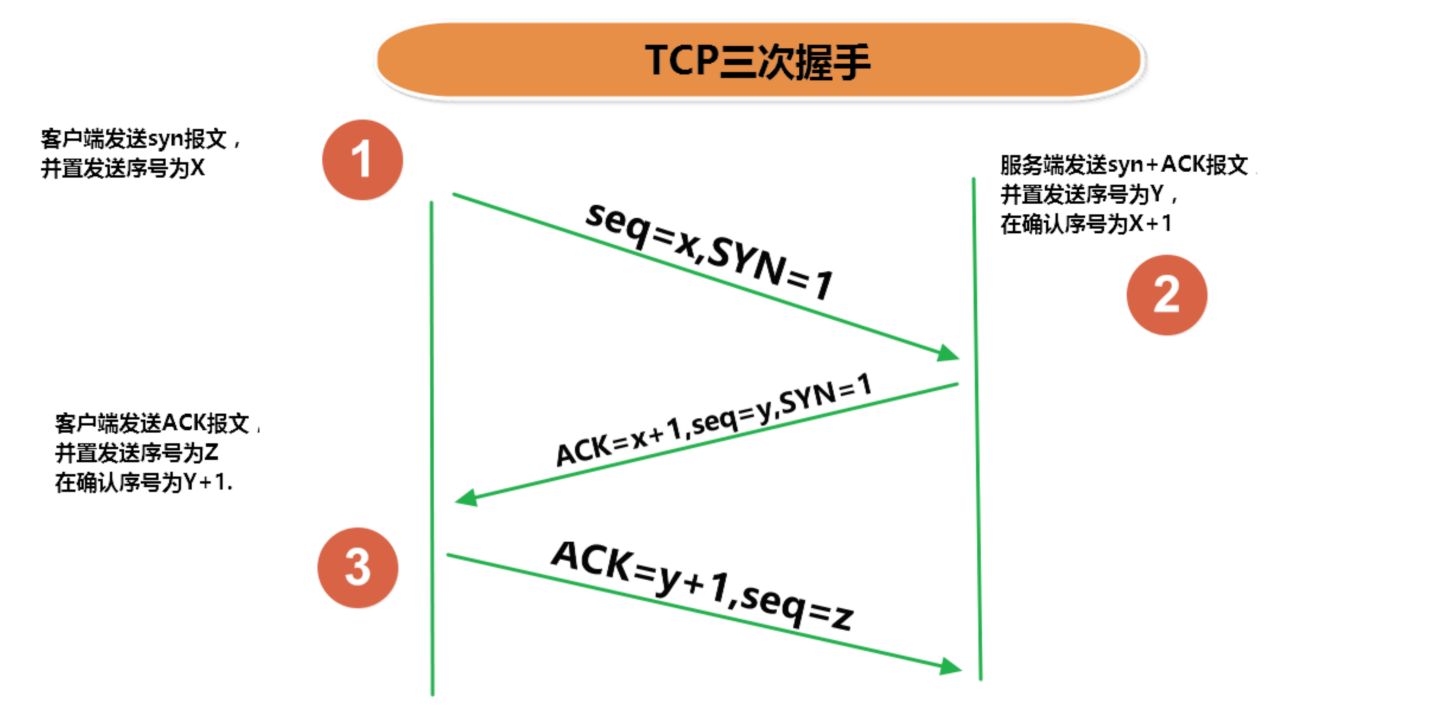 TCP三次握手
客户端发送syn报文，
并置发送序号为X
1
seq=x,SYN=1
服务端发送syn+ACK报文
并置发送序号为Y，
在确认序号为X+1
2
ACK=x+1,seq=y,SYN=1
客户端发送ACK报文，
并置发送序号为Z
在确认序号为Y+1.
3
ACK=y+1,seq=z